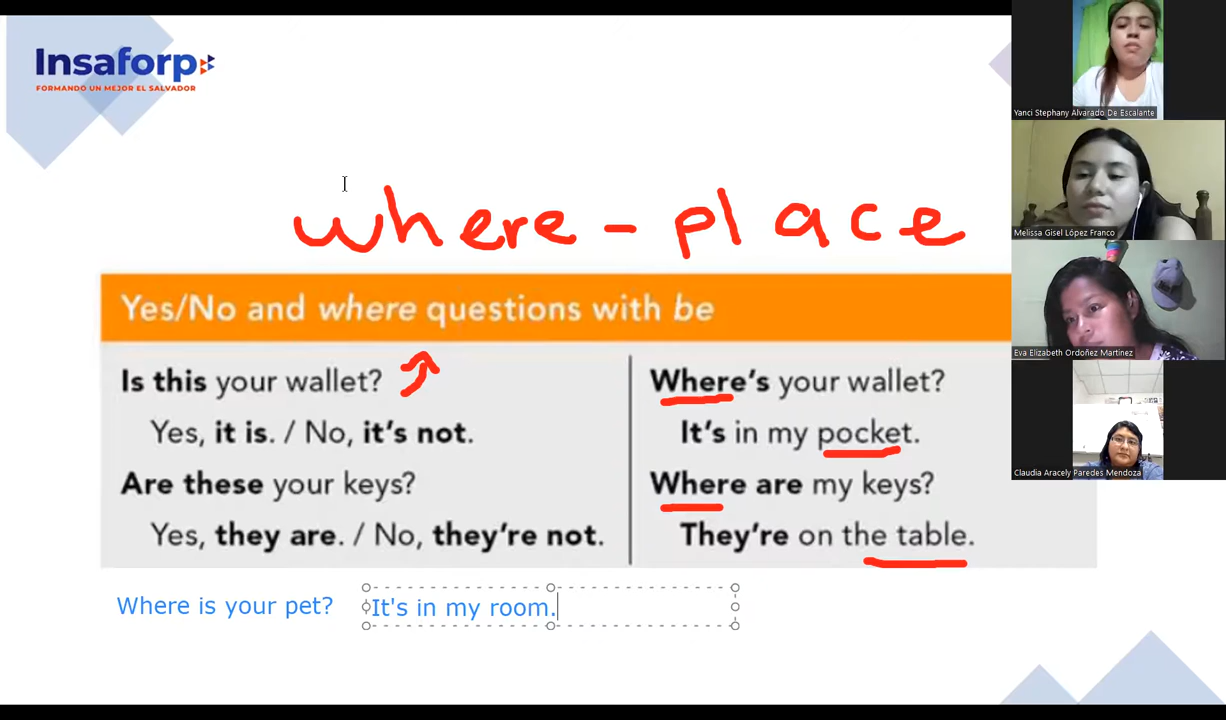 Insaforp
FORMANDO UN MEJOR EL SALVADOR
where - place
Yes/No and where questions with be
Is this your wallet?
Yes, it is. / No, it's not.
Are these your keys?
Yes, they are. / No, they're not.
Where's your wallet?
It's in my pocket.
Where are my keys?
They're on the table.
Where is your pet?
It's in my room.
Yanci Stephany Alvarado De Escalante
Melissa Gisel López Franco
Eva Elizabeth Ordoñez Martinez
Claudia Aracely Paredes Mendoza